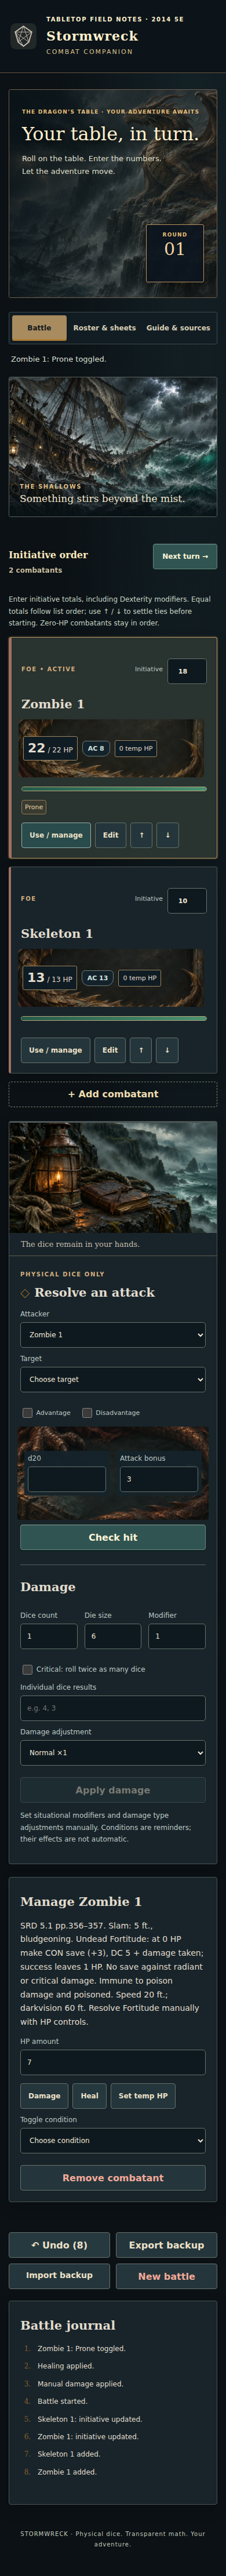 TABLETOP FIELD NOTES · 2014 5E
Stormwreck
COMBAT COMPANION
THE DRAGON'S TABLE · YOUR ADVENTURE AWAITS
Your table, in turn.
Roll on the table. Enter the numbers.
Let the adventure move.
ROUND
01
Battle
Roster & sheets
Guide & sources
Zombie 1: Prone toggled.
THE SHALLOWS
Something stirs beyond the mist.
Initiative order
2 combatants
Next turn →
Enter initiative totals, including Dexterity modifiers. Equal
totals follow list order; use ↑ / ↓ to settle ties before
starting. Zero-HP combatants stay in order.
FOE • ACTIVE
Initiative
18
Zombie 1
22 / 22 HP
AC 8
0 temp HP
Prone
Use / manage
Edit
↑
↓
FOE
Initiative
10
Skeleton 1
13 / 13 HP
AC 13
0 temp HP
Use / manage
Edit
↑
↓
+ Add combatant
The dice remain in your hands.
PHYSICAL DICE ONLY
◇ Resolve an attack
Attacker
Zombie 1
Target
Choose target
Advantage
Disadvantage
d20
Attack bonus
3
Check hit
Damage
Dice count
Die size
Modifier
1
6
1
Critical: roll twice as many dice
Individual dice results
e.g. 4, 3
Damage adjustment
Normal ×1
Apply damage
Set situational modifiers and damage type
adjustments manually. Conditions are reminders;
their effects are not automatic.
Manage Zombie 1
SRD 5.1 pp.356–357. Slam: 5 ft.,
bludgeoning. Undead Fortitude: at 0 HP
make CON save (+3), DC 5 + damage taken;
success leaves 1 HP. No save against radiant
or critical damage. Immune to poison
damage and poisoned. Speed 20 ft.;
darkvision 60 ft. Resolve Fortitude manually
with HP controls.
HP amount
7
Damage
Heal
Set temp HP
Toggle condition
Choose condition
Remove combatant
↶ Undo (8)
Export backup
Import backup
New battle
Battle journal
1. Zombie 1: Prone toggled.
2. Healing applied.
3. Manual damage applied.
4. Battle started.
5. Skeleton 1: initiative updated.
6. Zombie 1: initiative updated.
7. Skeleton 1 added.
8. Zombie 1 added.
STORMWRECK · Physical dice. Transparent math. Your
adventure.